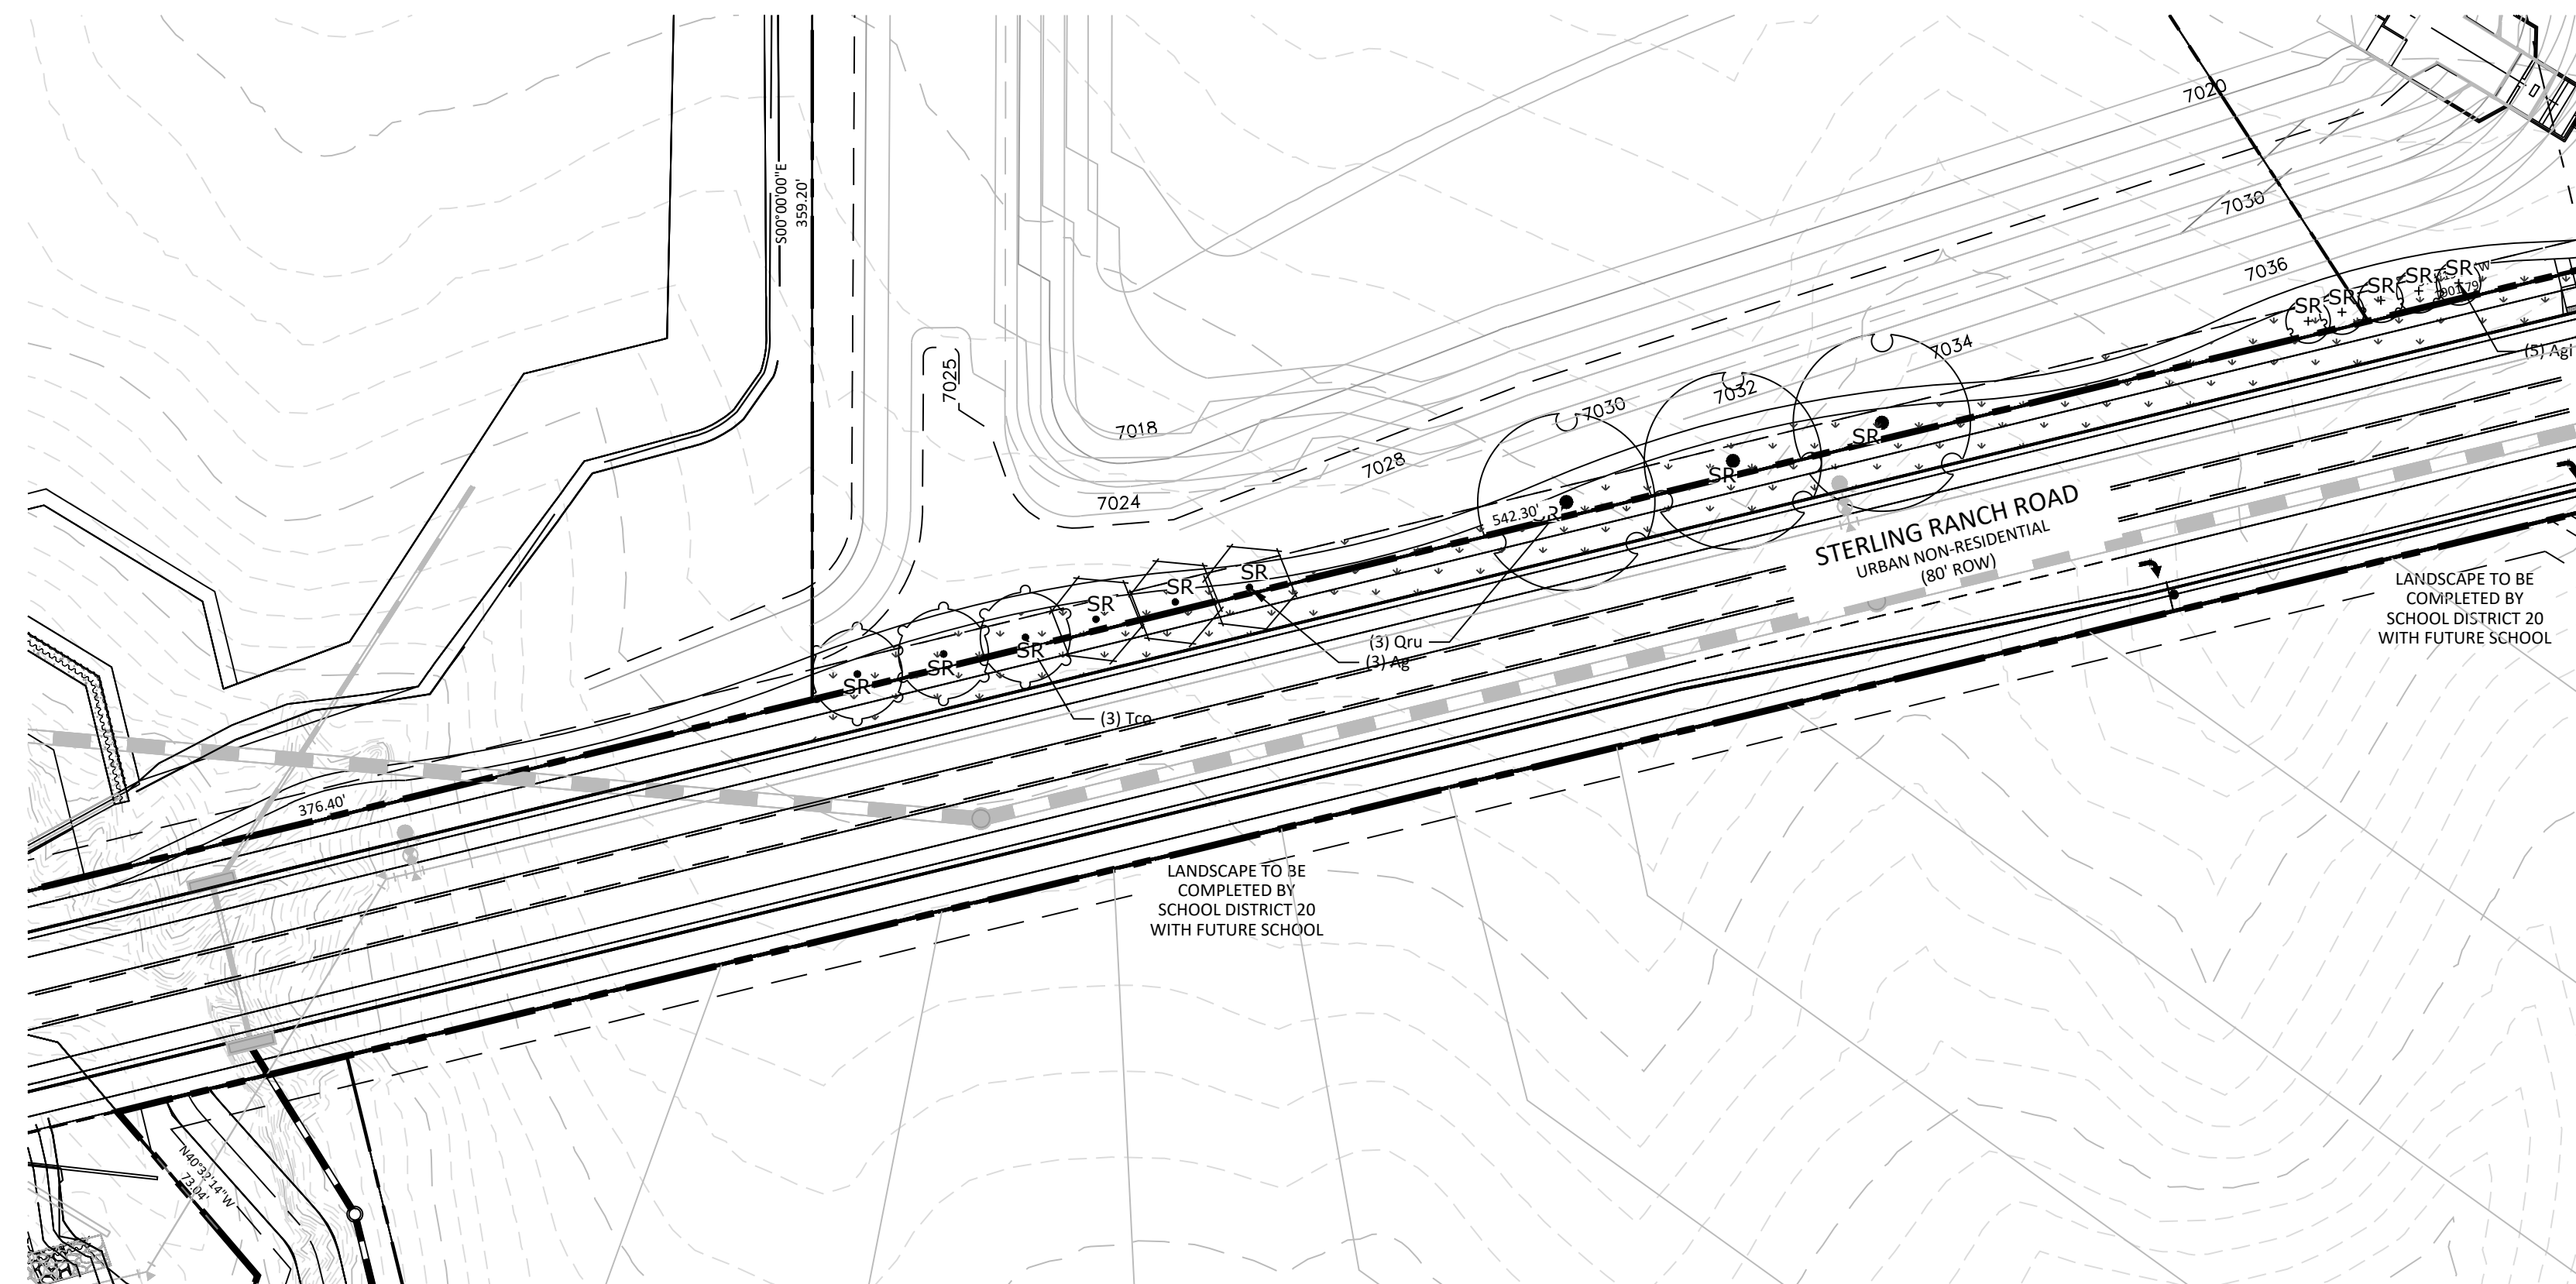 7020
S00°00'00"E
359.20'
7030
7036
SR
SR
SR
SR
SR
(5) Agl
7034
7032
7030
7025
7018
7028
7024
SR
SR
542.30'
STERLING RANCH ROAD
URBAN NON-RESIDENTIAL
(80' ROW)
SR
SR
SR
SR
SR
SR
(3) Qru
(3) Ag
(3) Tco
LANDSCAPE TO BE
COMPLETED BY
SCHOOL DISTRICT 20
WITH FUTURE SCHOOL
376.40'
LANDSCAPE TO BE
COMPLETED BY
SCHOOL DISTRICT 20
WITH FUTURE SCHOOL
N40°32'14"W
73.04'